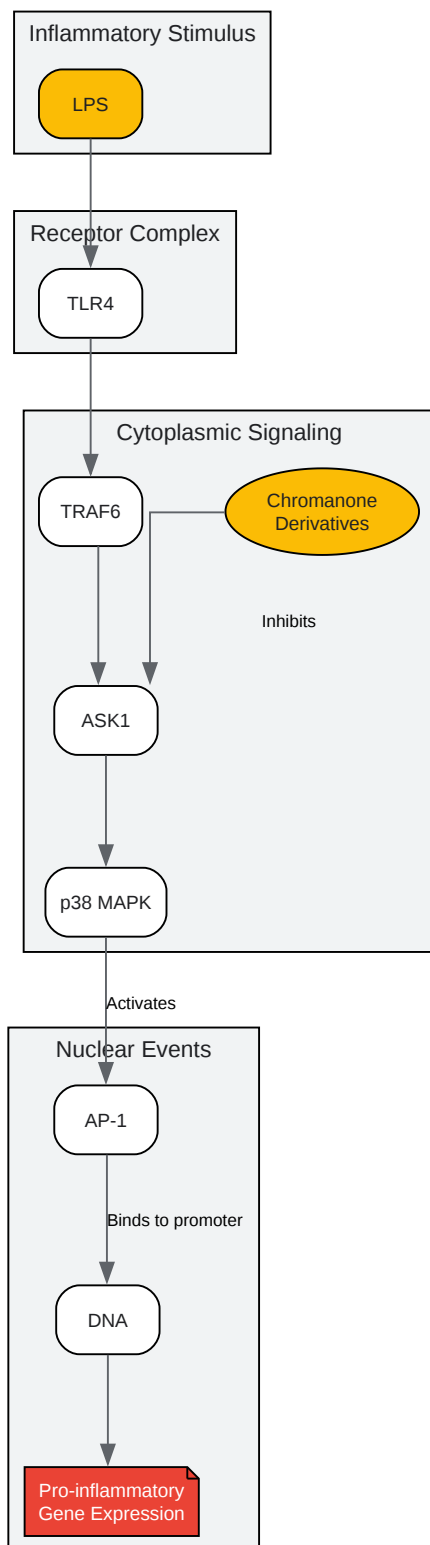 Inflammatory Stimulus
LPS
Receptor Complex
TLR4
Cytoplasmic Signaling
TRAF6
Chromanone
Derivatives
Inhibits
ASK1
p38 MAPK
Activates
Nuclear Events
AP-1
Binds to promoter
DNA
Pro-inflammatory
Gene Expression